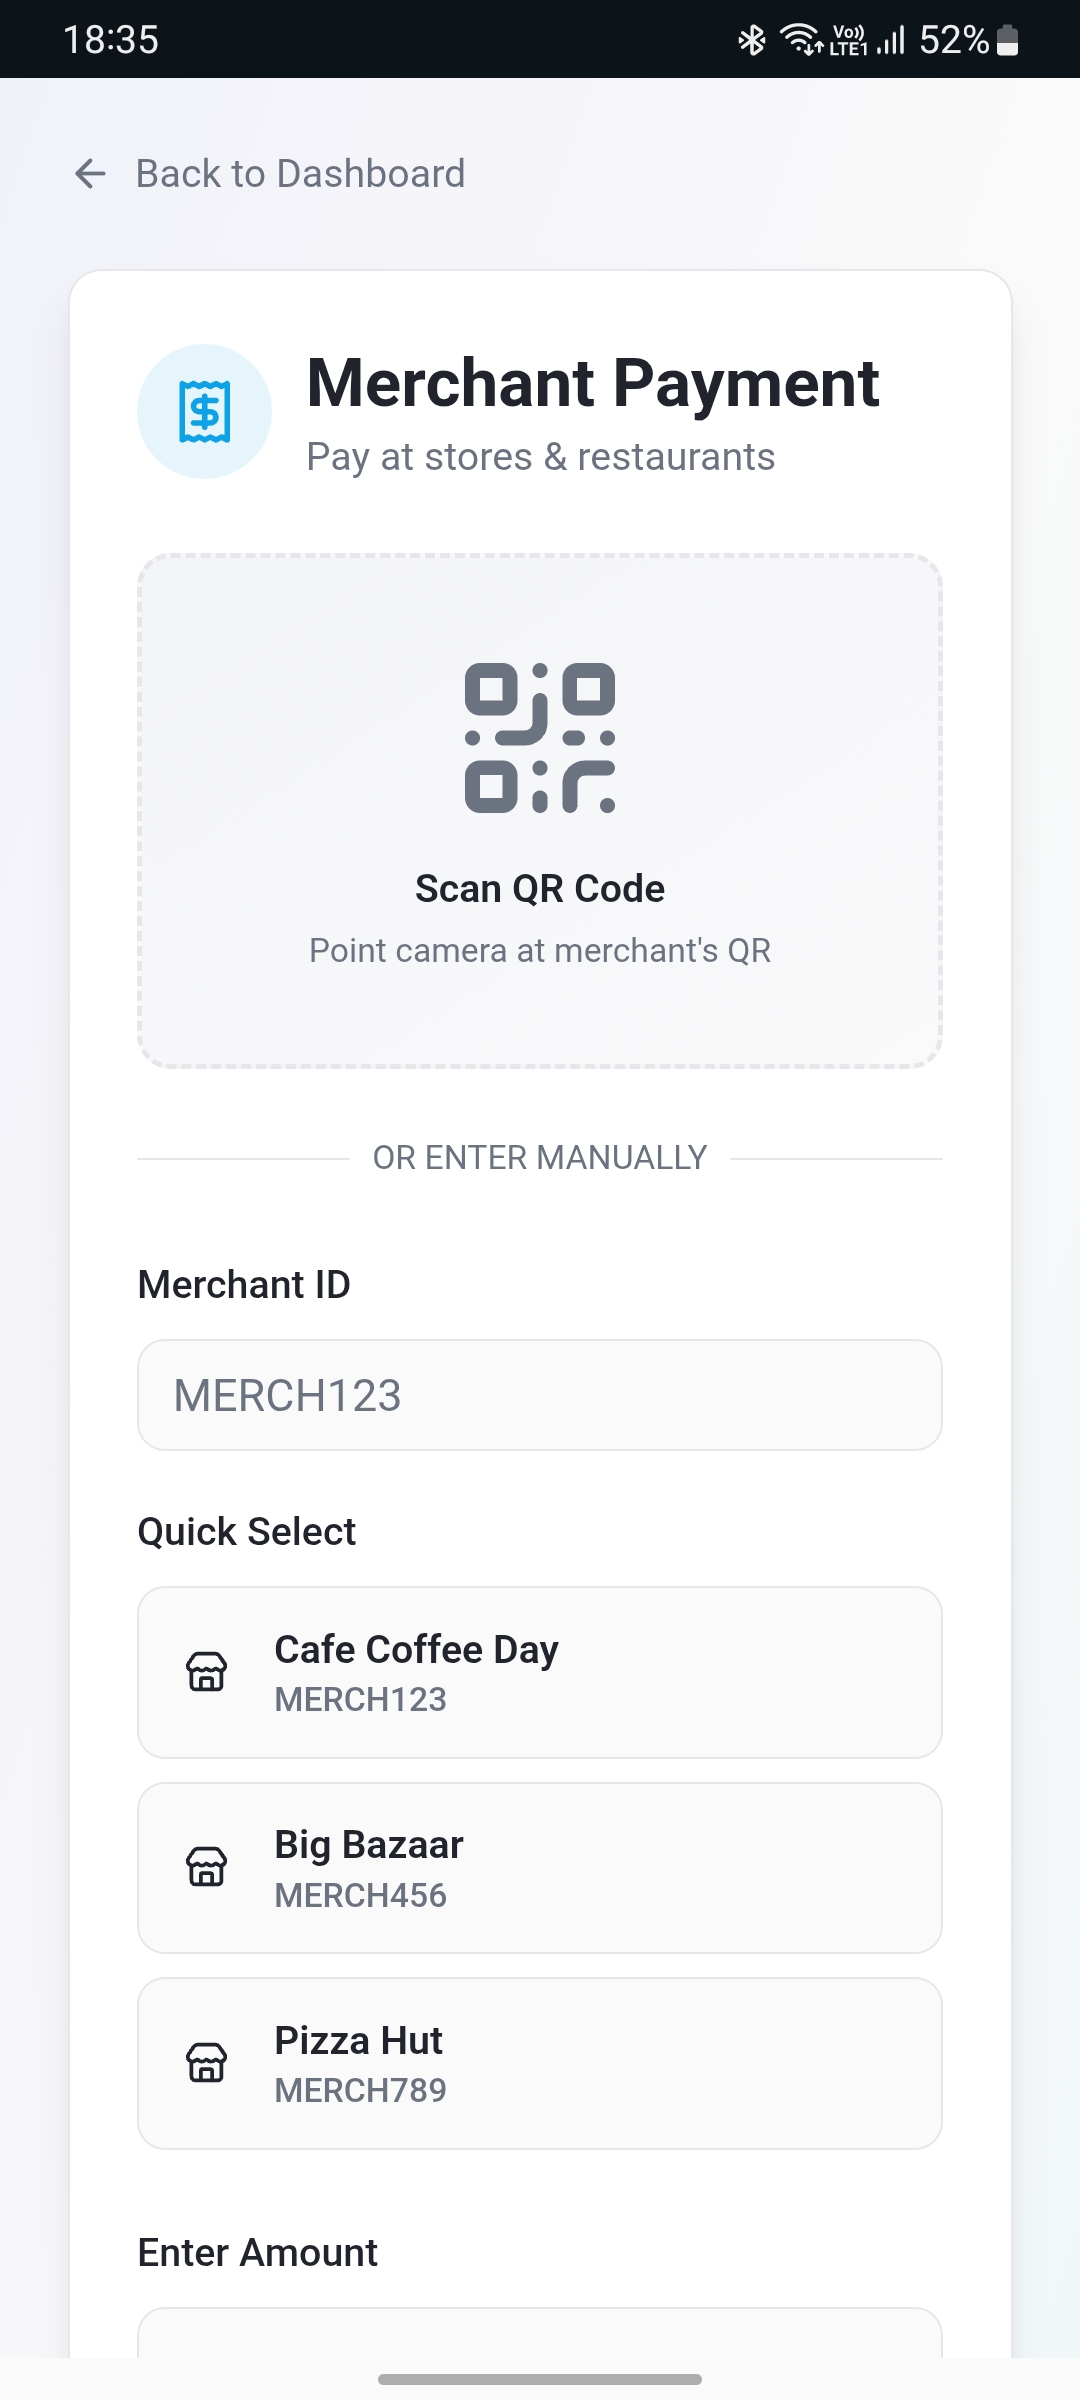 18:35
Vo)) LTE1 52%
Back to Dashboard
Merchant Payment
Pay at stores & restaurants
Scan QR Code
Point camera at merchant's QR
OR ENTER MANUALLY
Merchant ID
MERCH123
Quick Select
Cafe Coffee Day
MERCH123
Big Bazaar
MERCH456
Pizza Hut
MERCH789
Enter Amount